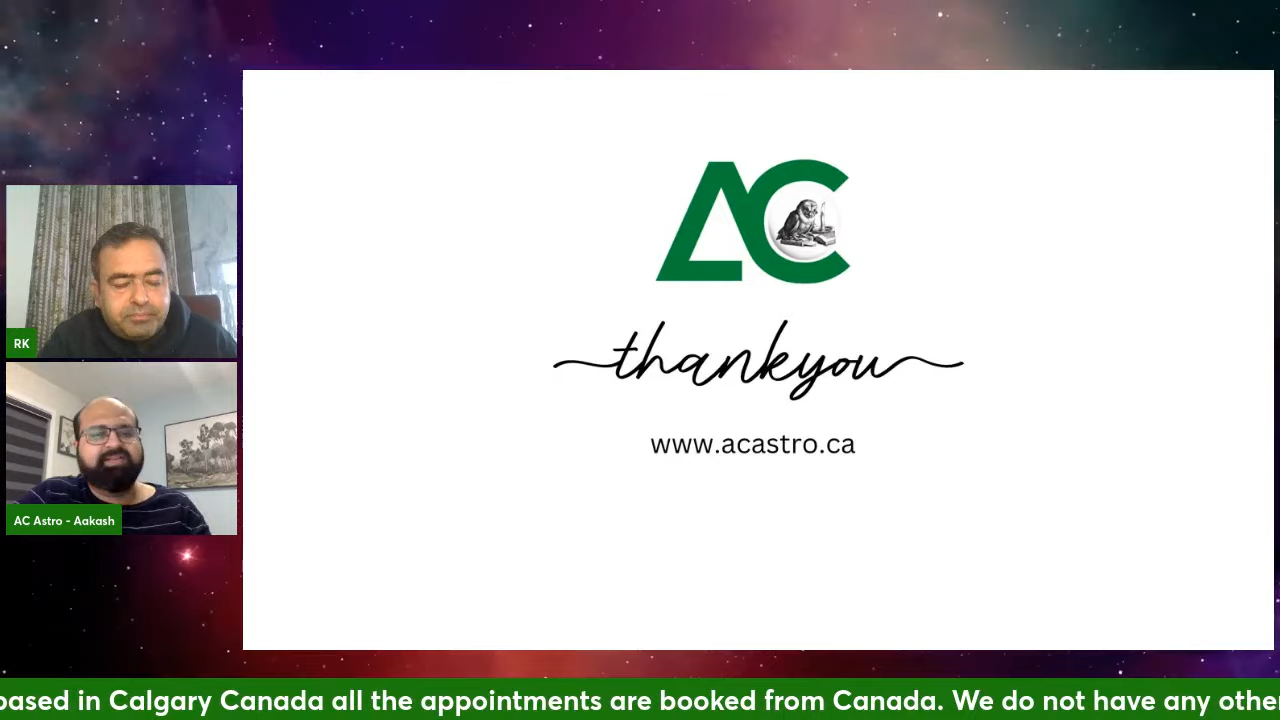 AC
thankyou
www.acastro.ca
RK
AC Astro - Aakash
based in Calgary Canada all the appointments are booked from Canada. We do not have any othe